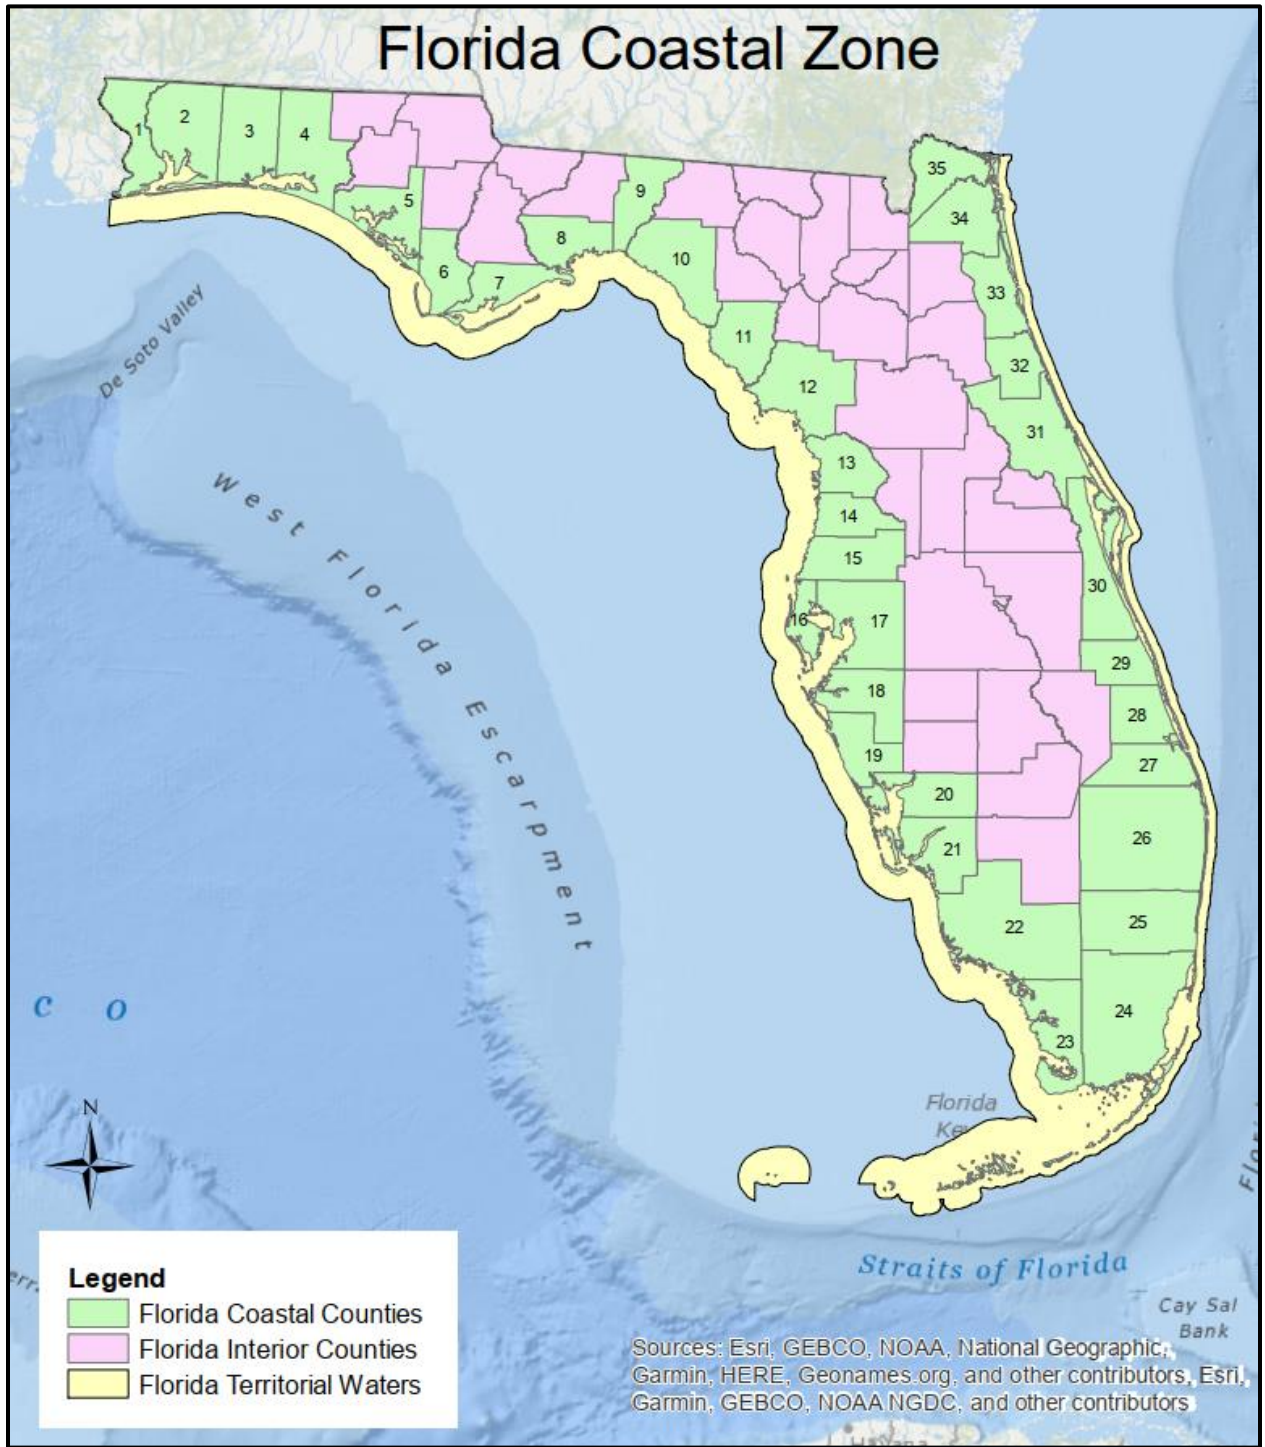 Florida Coastal Zone
1
2
3
4
5
6
7
8
9
10
11
12
13
14
15
16
17
18
19
20
21
22
23
24
25
26
27
28
29
30
31
32
33
34
35
De Soto Valley
West Florida Escarpment
c o
Florida
N
Straits of Florida
Cay Sal
Bank
Legend
Florida Coastal Counties
Florida Interior Counties
Florida Territorial Waters
Sources: Esri, GEBCO, NOAA, National Geographic,
Garmin, HERE, Geonames.org, and other contributors, Esri,
Garmin, GEBCO, NOAA NGDC, and other contributors